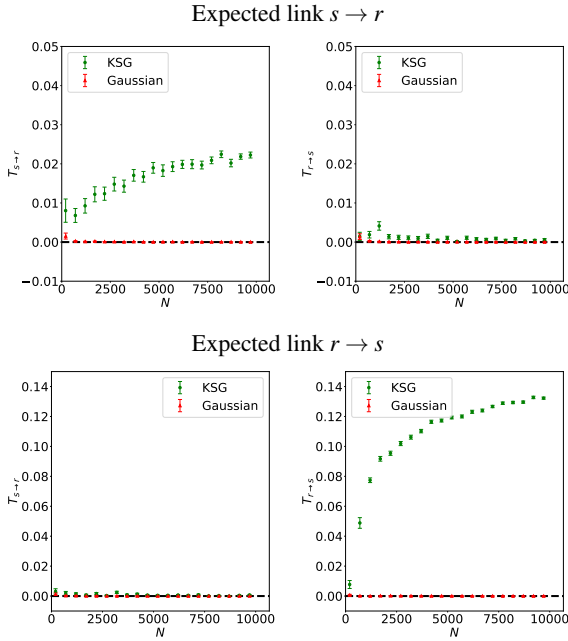 Expected link s → r
0.05
0.04
0.03
0.02
0.01
0.00
−0.01
T_{s→r}
KSG
Gaussian
0 2500 5000 7500 10000
N
0.05
0.04
0.03
0.02
0.01
0.00
−0.01
T_{r→s}
KSG
Gaussian
0 2500 5000 7500 10000
N
Expected link r → s
0.14
0.12
0.10
0.08
0.06
0.04
0.02
0.00
T_{s→r}
KSG
Gaussian
0 2500 5000 7500 10000
N
0.14
0.12
0.10
0.08
0.06
0.04
0.02
0.00
T_{r→s}
KSG
Gaussian
0 2500 5000 7500 10000
N